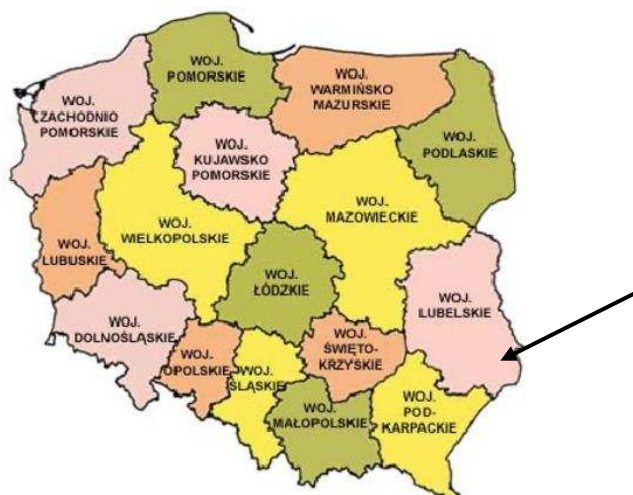 WOJ.
POMORSKIE
WOJ.
WARMIŃSKO
MAZURSKIE
WOJ.
ZACHODNIO
POMORSKIE
WOJ.
PODLASKIE
WOJ.
KUJAWSKO
POMORSKIE
WOJ.
MAZOWIECKIE
WOJ.
WIELKOPOLSKIE
WOJ.
LUBUSKIE
WOJ.
ŁÓDZKIE
WOJ.
LUBELSKIE
WOJ.
DOLNOŚLĄSKIE
WOJ.
OPOLSKIE
WOJ.
ŚLĄSKIE
WOJ.
ŚWIĘTO-
KRZYSKIE
WOJ.
MAŁOPOLSKIE
WOJ.
POD-
KARPACKIE